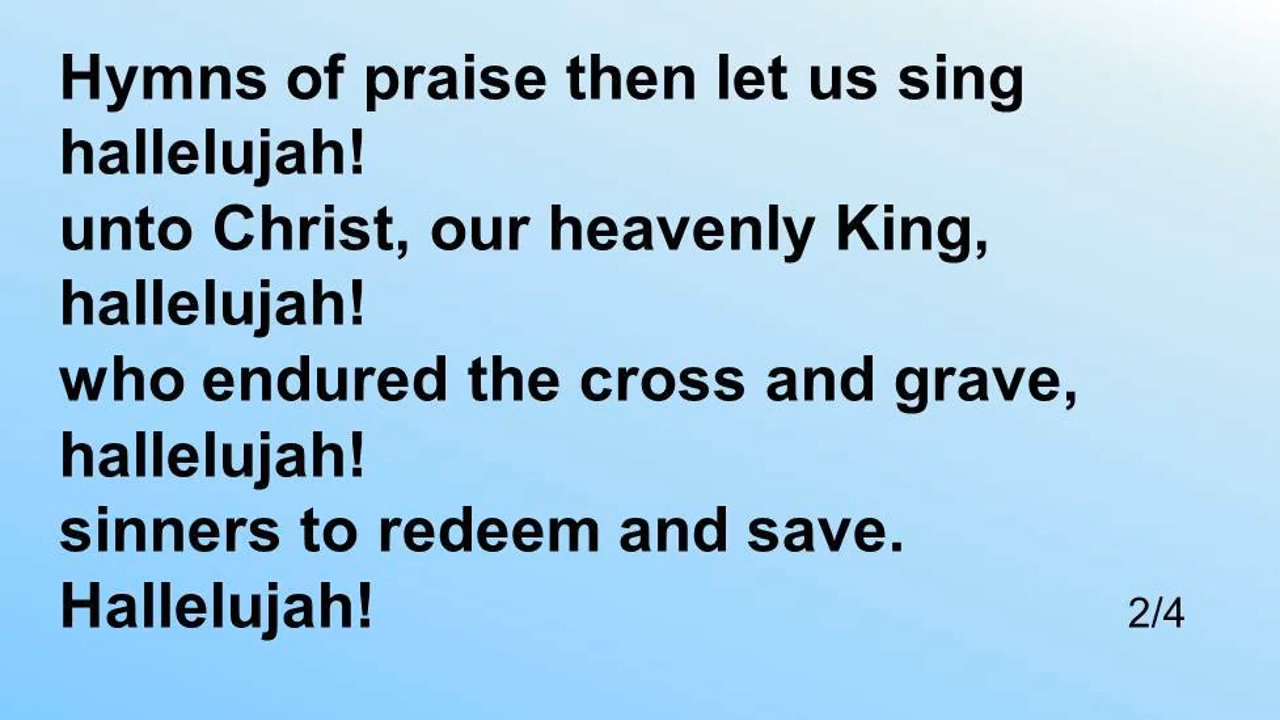 Hymns of praise then let us sing
hallelujah!
unto Christ, our heavenly King,
hallelujah!
who endured the cross and grave,
hallelujah!
sinners to redeem and save.
Hallelujah!
2/4